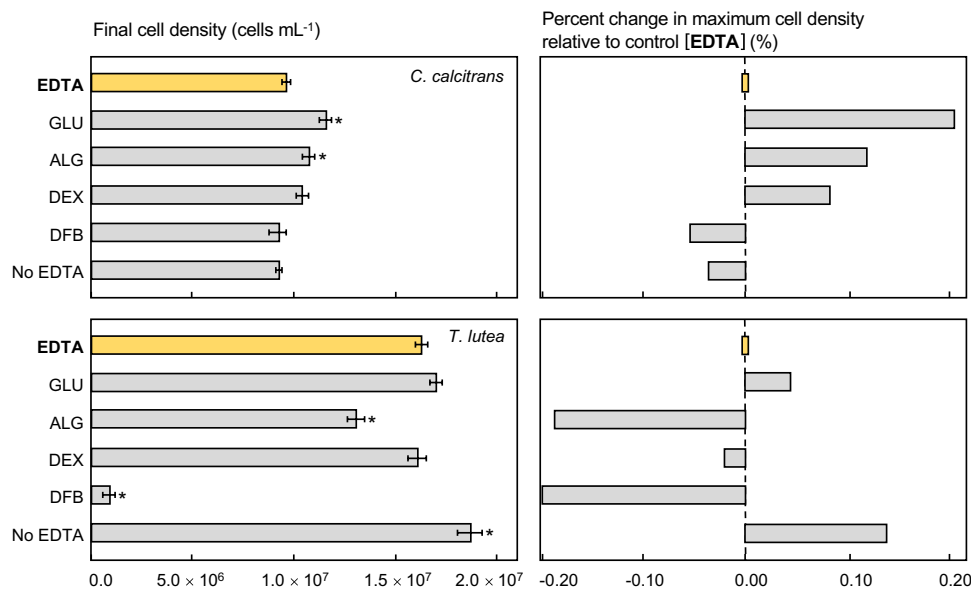 Final cell density (cells mL⁻¹)
Percent change in maximum cell density
relative to control [EDTA] (%)
EDTA
C. calcitrans
GLU
*
ALG
*
DEX
DFB
No EDTA
EDTA
T. lutea
GLU
ALG
*
DEX
DFB
*
No EDTA
*
0.0 5.0 × 10⁶ 1.0 × 10⁷ 1.5 × 10⁷ 2.0 × 10⁷
-0.20 -0.10 0.00 0.10 0.20